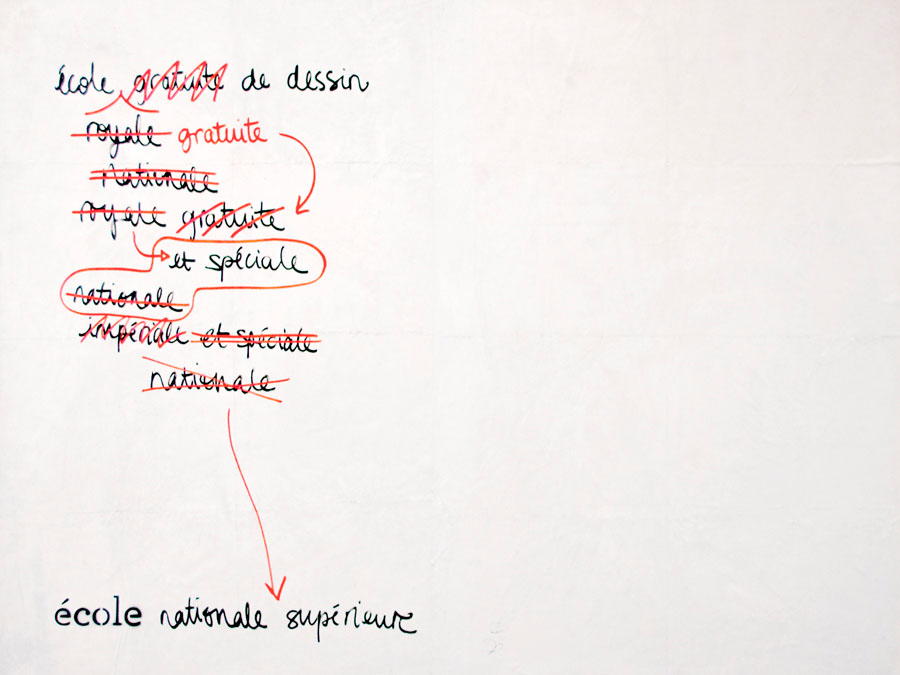 école gratuite de dessin
royale gratuite
nationale
royale gratuite
et spéciale
nationale
impériale et spéciale
nationale
école nationale supérieure